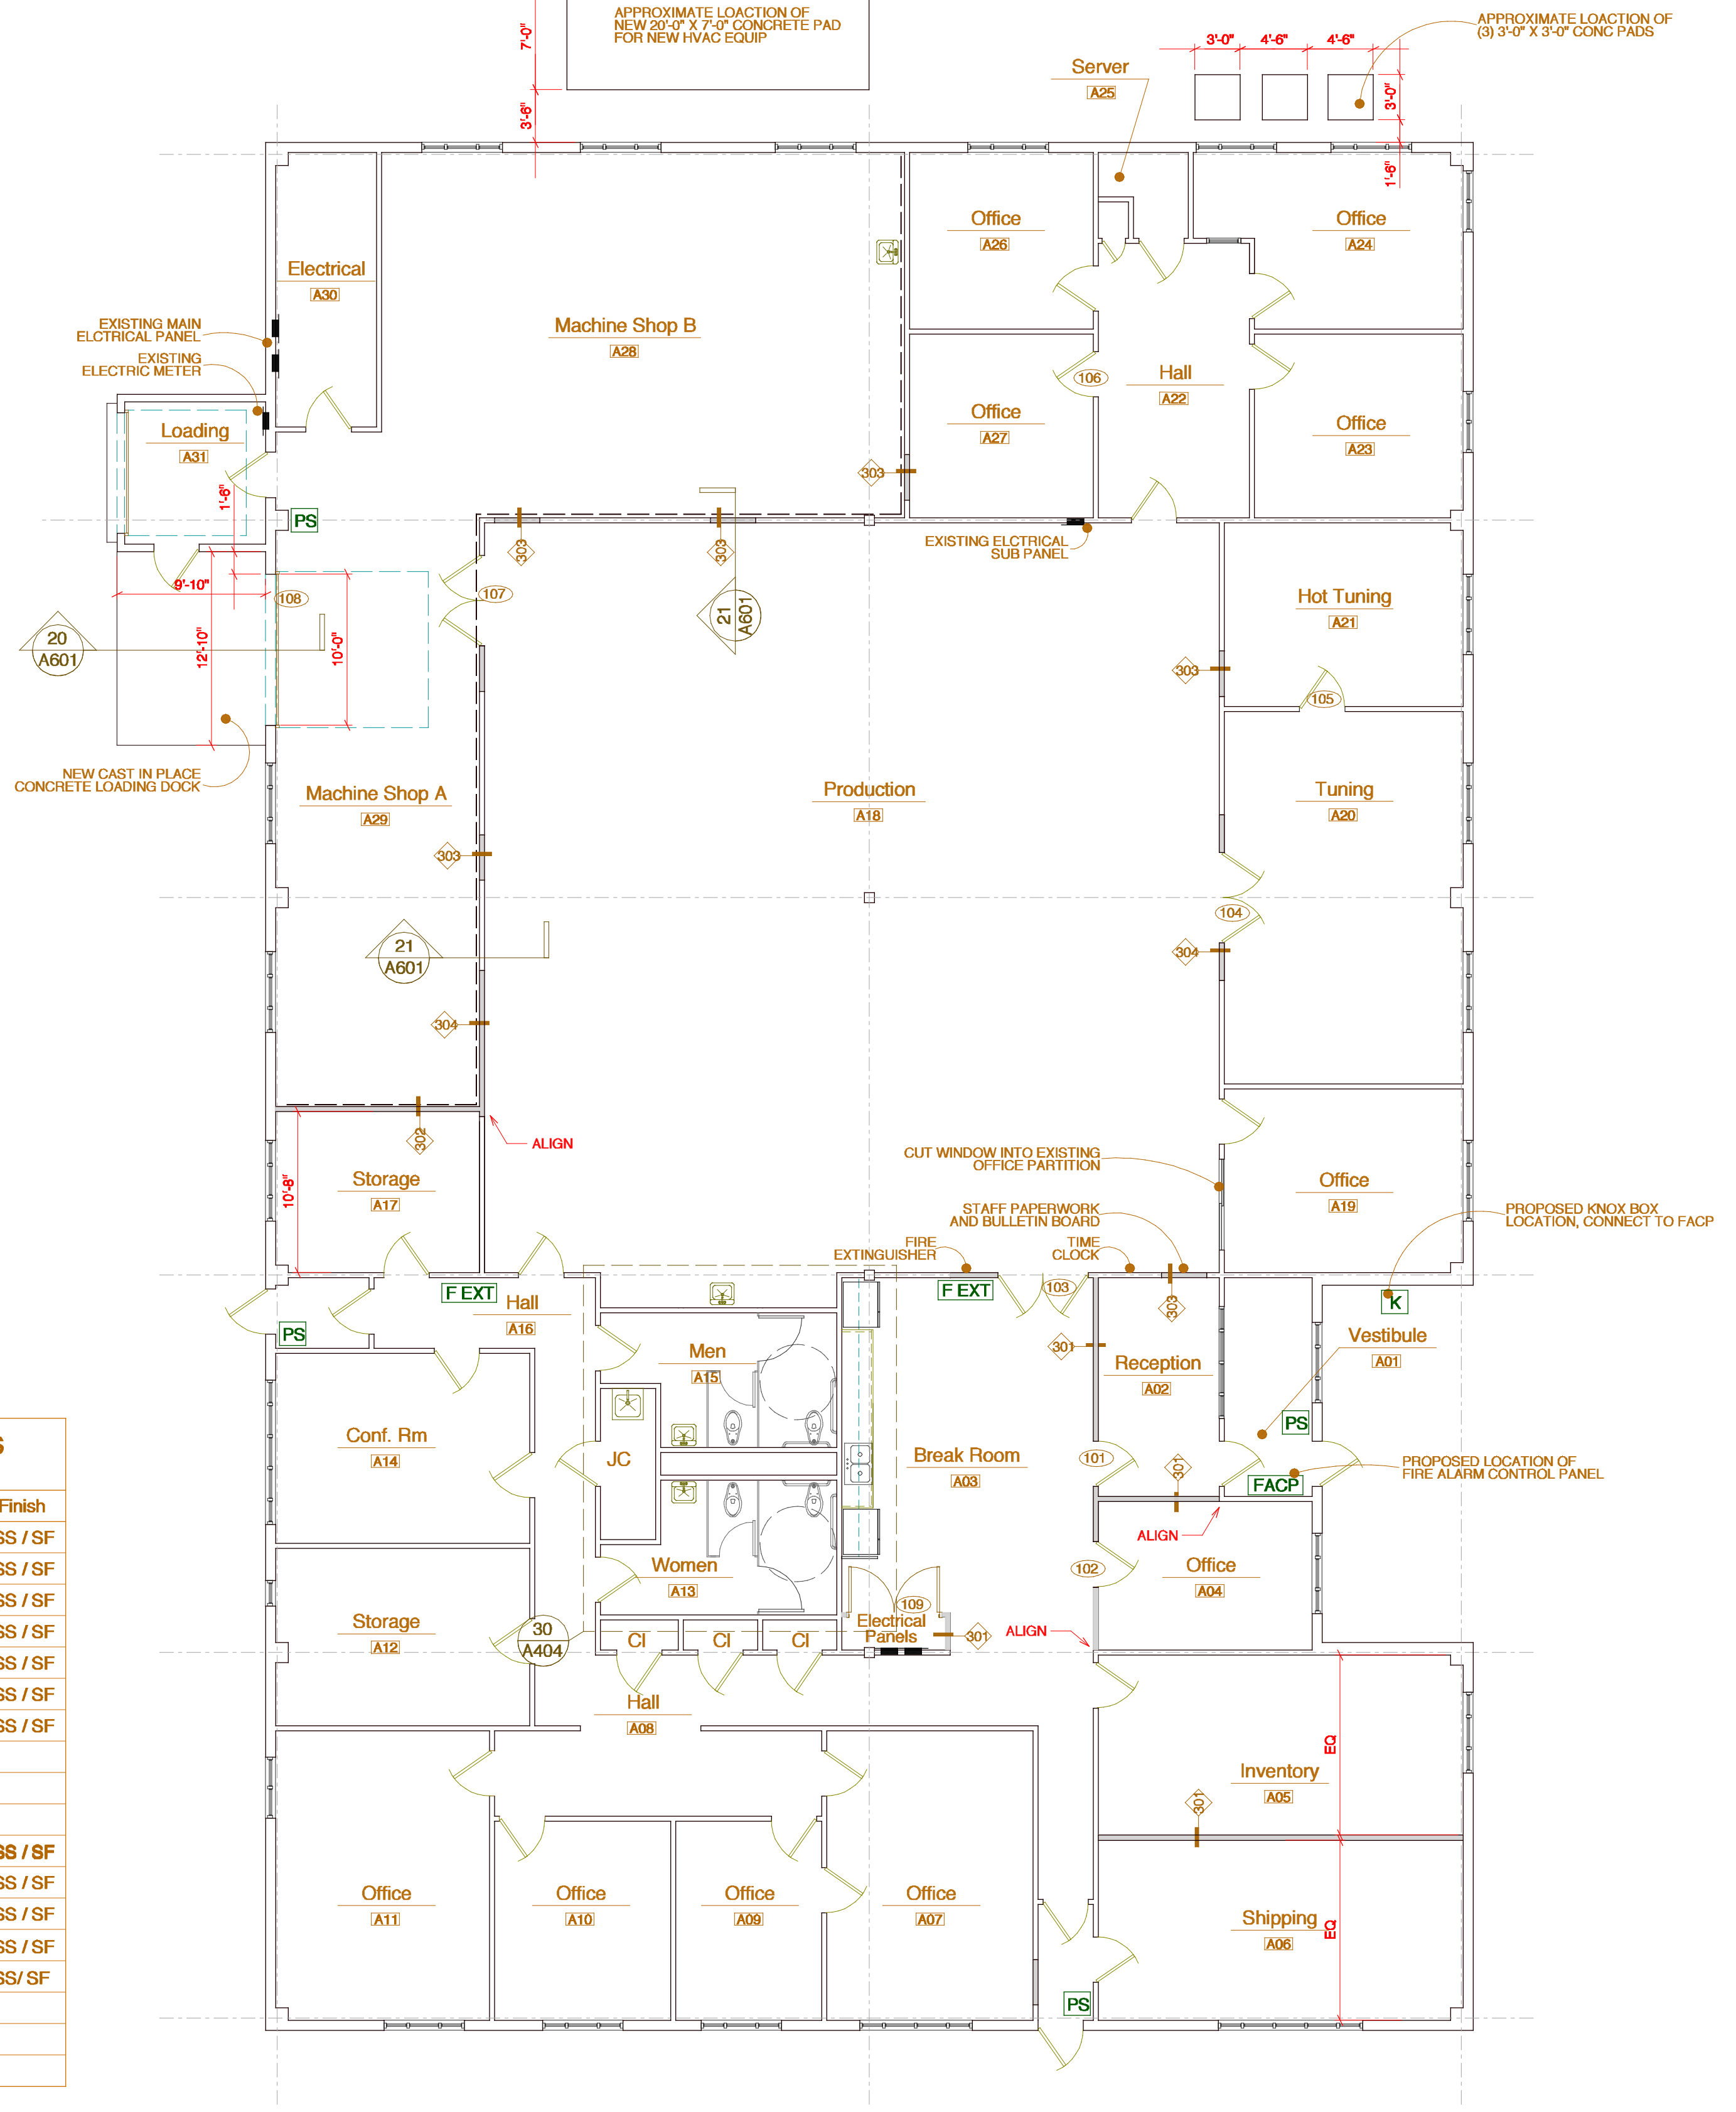 APPROXIMATE LOACTION OF
NEW 20'-0" X 7'-0" CONCRETE PAD
FOR NEW HVAC EQUIP
7'-0"
3'-6"
APPROXIMATE LOACTION OF
(3) 3'-0" X 3'-0" CONC PADS
3'-0"
4'-6"
4'-6"
3'-0"
1'-6"
Server
A25
Office
A26
Office
A24
Electrical
A30
Machine Shop B
A28
EXISTING MAIN
ELCTRICAL PANEL
EXISTING
ELECTRIC METER
Hall
A22
106
Office
A27
Office
A23
Loading
A31
303
1'-6"
PS
303
303
EXISTING ELCTRICAL
SUB PANEL
9'-10"
108
107
Hot Tuning
A21
21
A601
20
A601
12'-10"
10'-0"
303
105
NEW CAST IN PLACE
CONCRETE LOADING DOCK
Machine Shop A
A29
Production
A18
Tuning
A20
303
104
21
A601
304
304
302
ALIGN
Storage
A17
10'-8"
CUT WINDOW INTO EXISTING
OFFICE PARTITION
Office
A19
STAFF PAPERWORK
AND BULLETIN BOARD
PROPOSED KNOX BOX
LOCATION, CONNECT TO FACP
FIRE
EXTINGUISHER
TIME
CLOCK
F EXT
F EXT
103
303
K
Hall
A16
PS
Men
A15
301
Reception
A02
Vestibule
A01
Conf. Rm
A14
JC
Break Room
A03
101
301
PS
PROPOSED LOCATION OF
FIRE ALARM CONTROL PANEL
FACP
ALIGN
S
Finish
SS / SF
SS / SF
SS / SF
SS / SF
SS / SF
SS / SF
SS / SF
SS / SF
SS / SF
SS / SF
SS / SF
SS/ SF
Women
A13
102
Office
A04
109
Storage
A12
30
A404
CI
CI
CI
Electrical
Panels
301
ALIGN
Hall
A08
EQ
Inventory
A05
301
Office
A11
Office
A10
Office
A09
Office
A07
Shipping
A06
EQ
PS